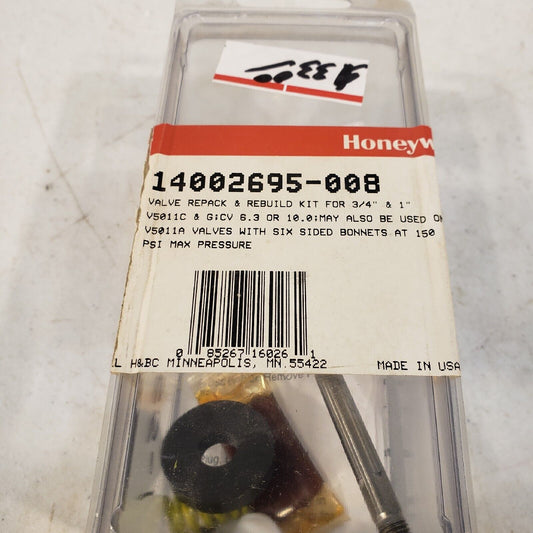 Honeyw
14002695-008
VALVE REPACK & REBUILD KIT FOR 3/4" & 1"
V5011C & G;CV 6.3 OR 10.0;MAY ALSO BE USED ON
V5011A VALVES WITH SIX SIDED BONNETS AT 150
PSI MAX PRESSURE
0 85267 16026 1
L H&BC MINNEAPOLIS, MN.55422 MADE IN USA
Remove